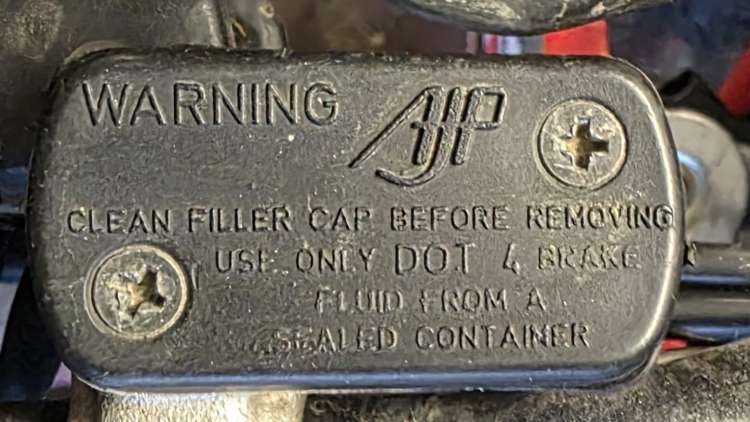 WARNING AJP
CLEAN FILLER CAP BEFORE REMOVING
USE ONLY DOT 4 BRAKE
FLUID FROM A
SEALED CONTAINER